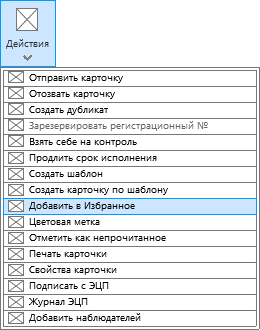 Действия
Отправить карточку
Отозвать карточку
Создать дубликат
Зарезервировать регистрационный №
Взять себе на контроль
Продлить срок исполнения
Создать шаблон
Создать карточку по шаблону
Добавить в Избранное
Цветовая метка
Отметить как непрочитанное
Печать карточки
Свойства карточки
Подписать с ЭЦП
Журнал ЭЦП
Добавить наблюдателей